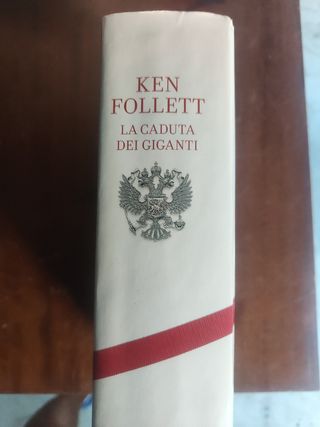 KEN
FOLLETT
LA CADUTA
DEI GIGANTI